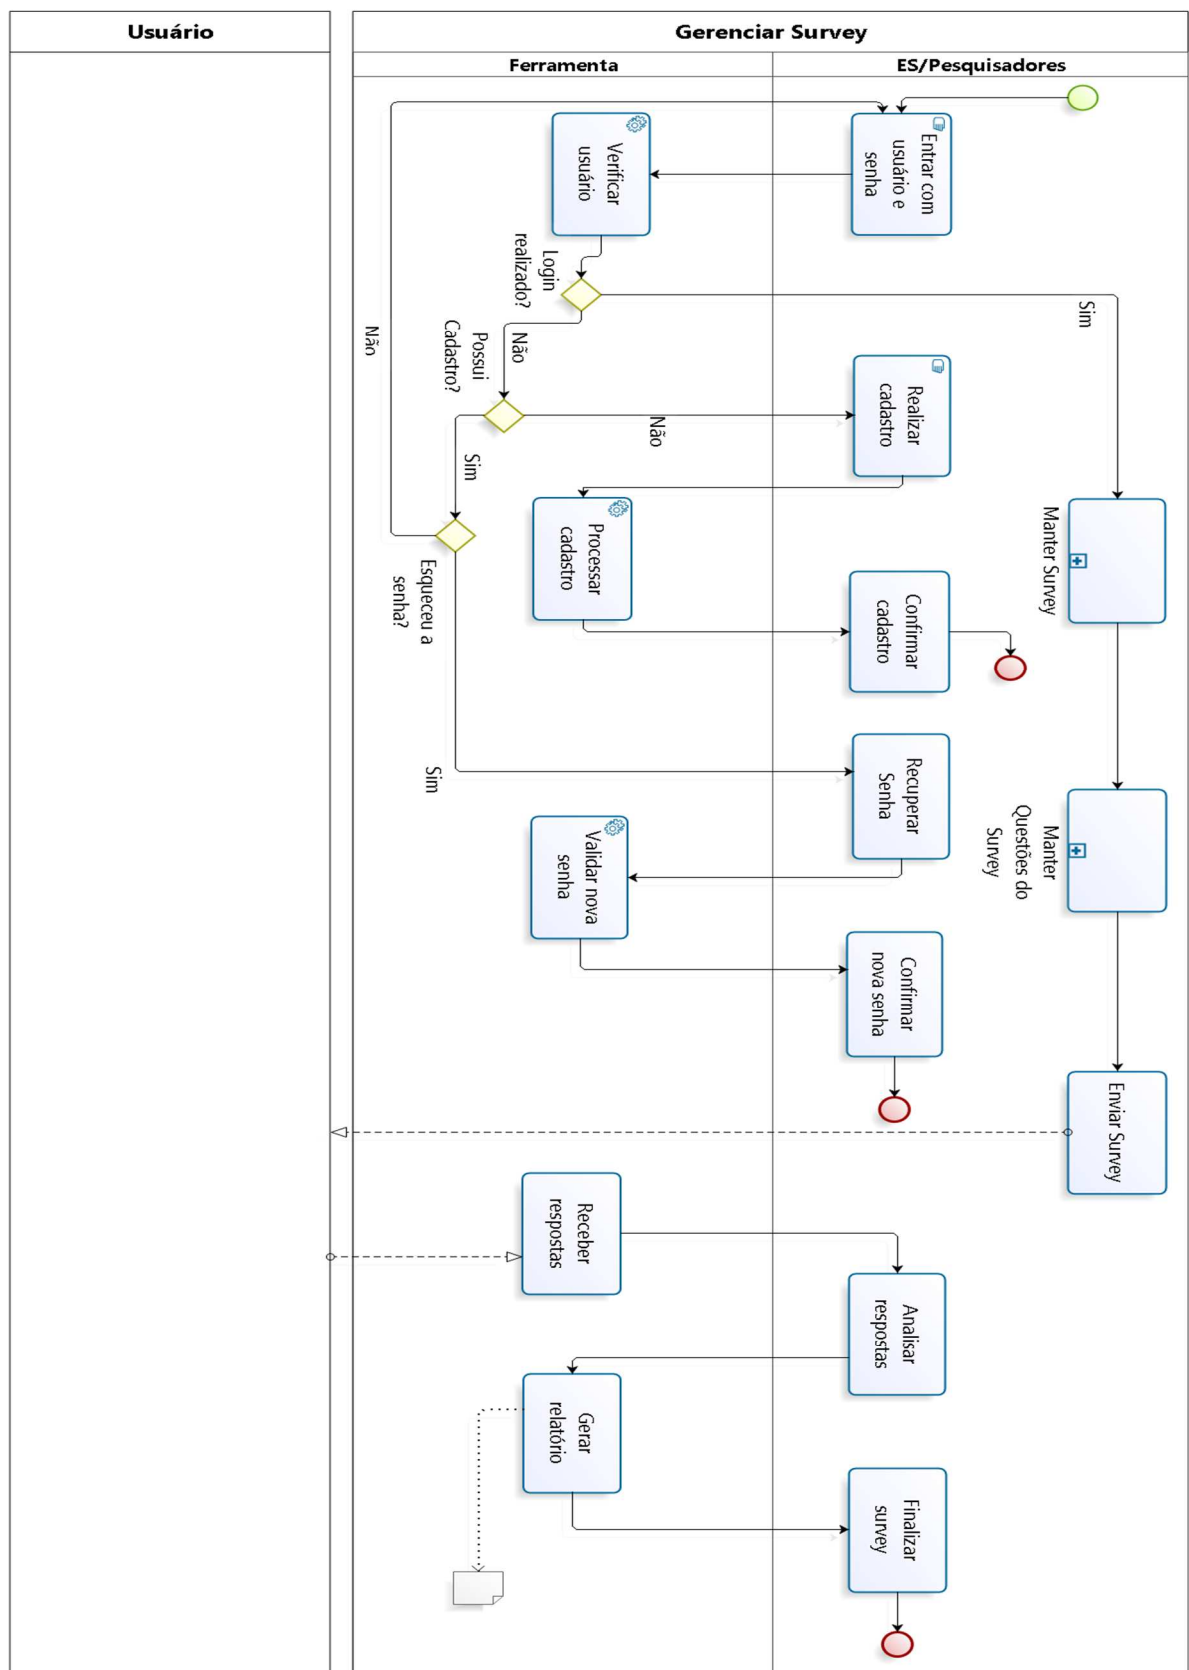 Usuário
Gerenciar Survey
Ferramenta
ES/Pesquisadores
Entrar com
usuário e
senha
Verificar
usuário
Login
realizado?
Sim
Não
Possui
Cadastro?
Não
Realizar
cadastro
Não
Sim
Esqueceu a
senha?
Processar
cadastro
Confirmar
cadastro
Manter Survey
Sim
Recuperar
Senha
Validar nova
senha
Manter
Questões do
Survey
Confirmar
nova senha
Enviar Survey
Receber
respostas
Analisar
respostas
Gerar
relatório
Finalizar
survey